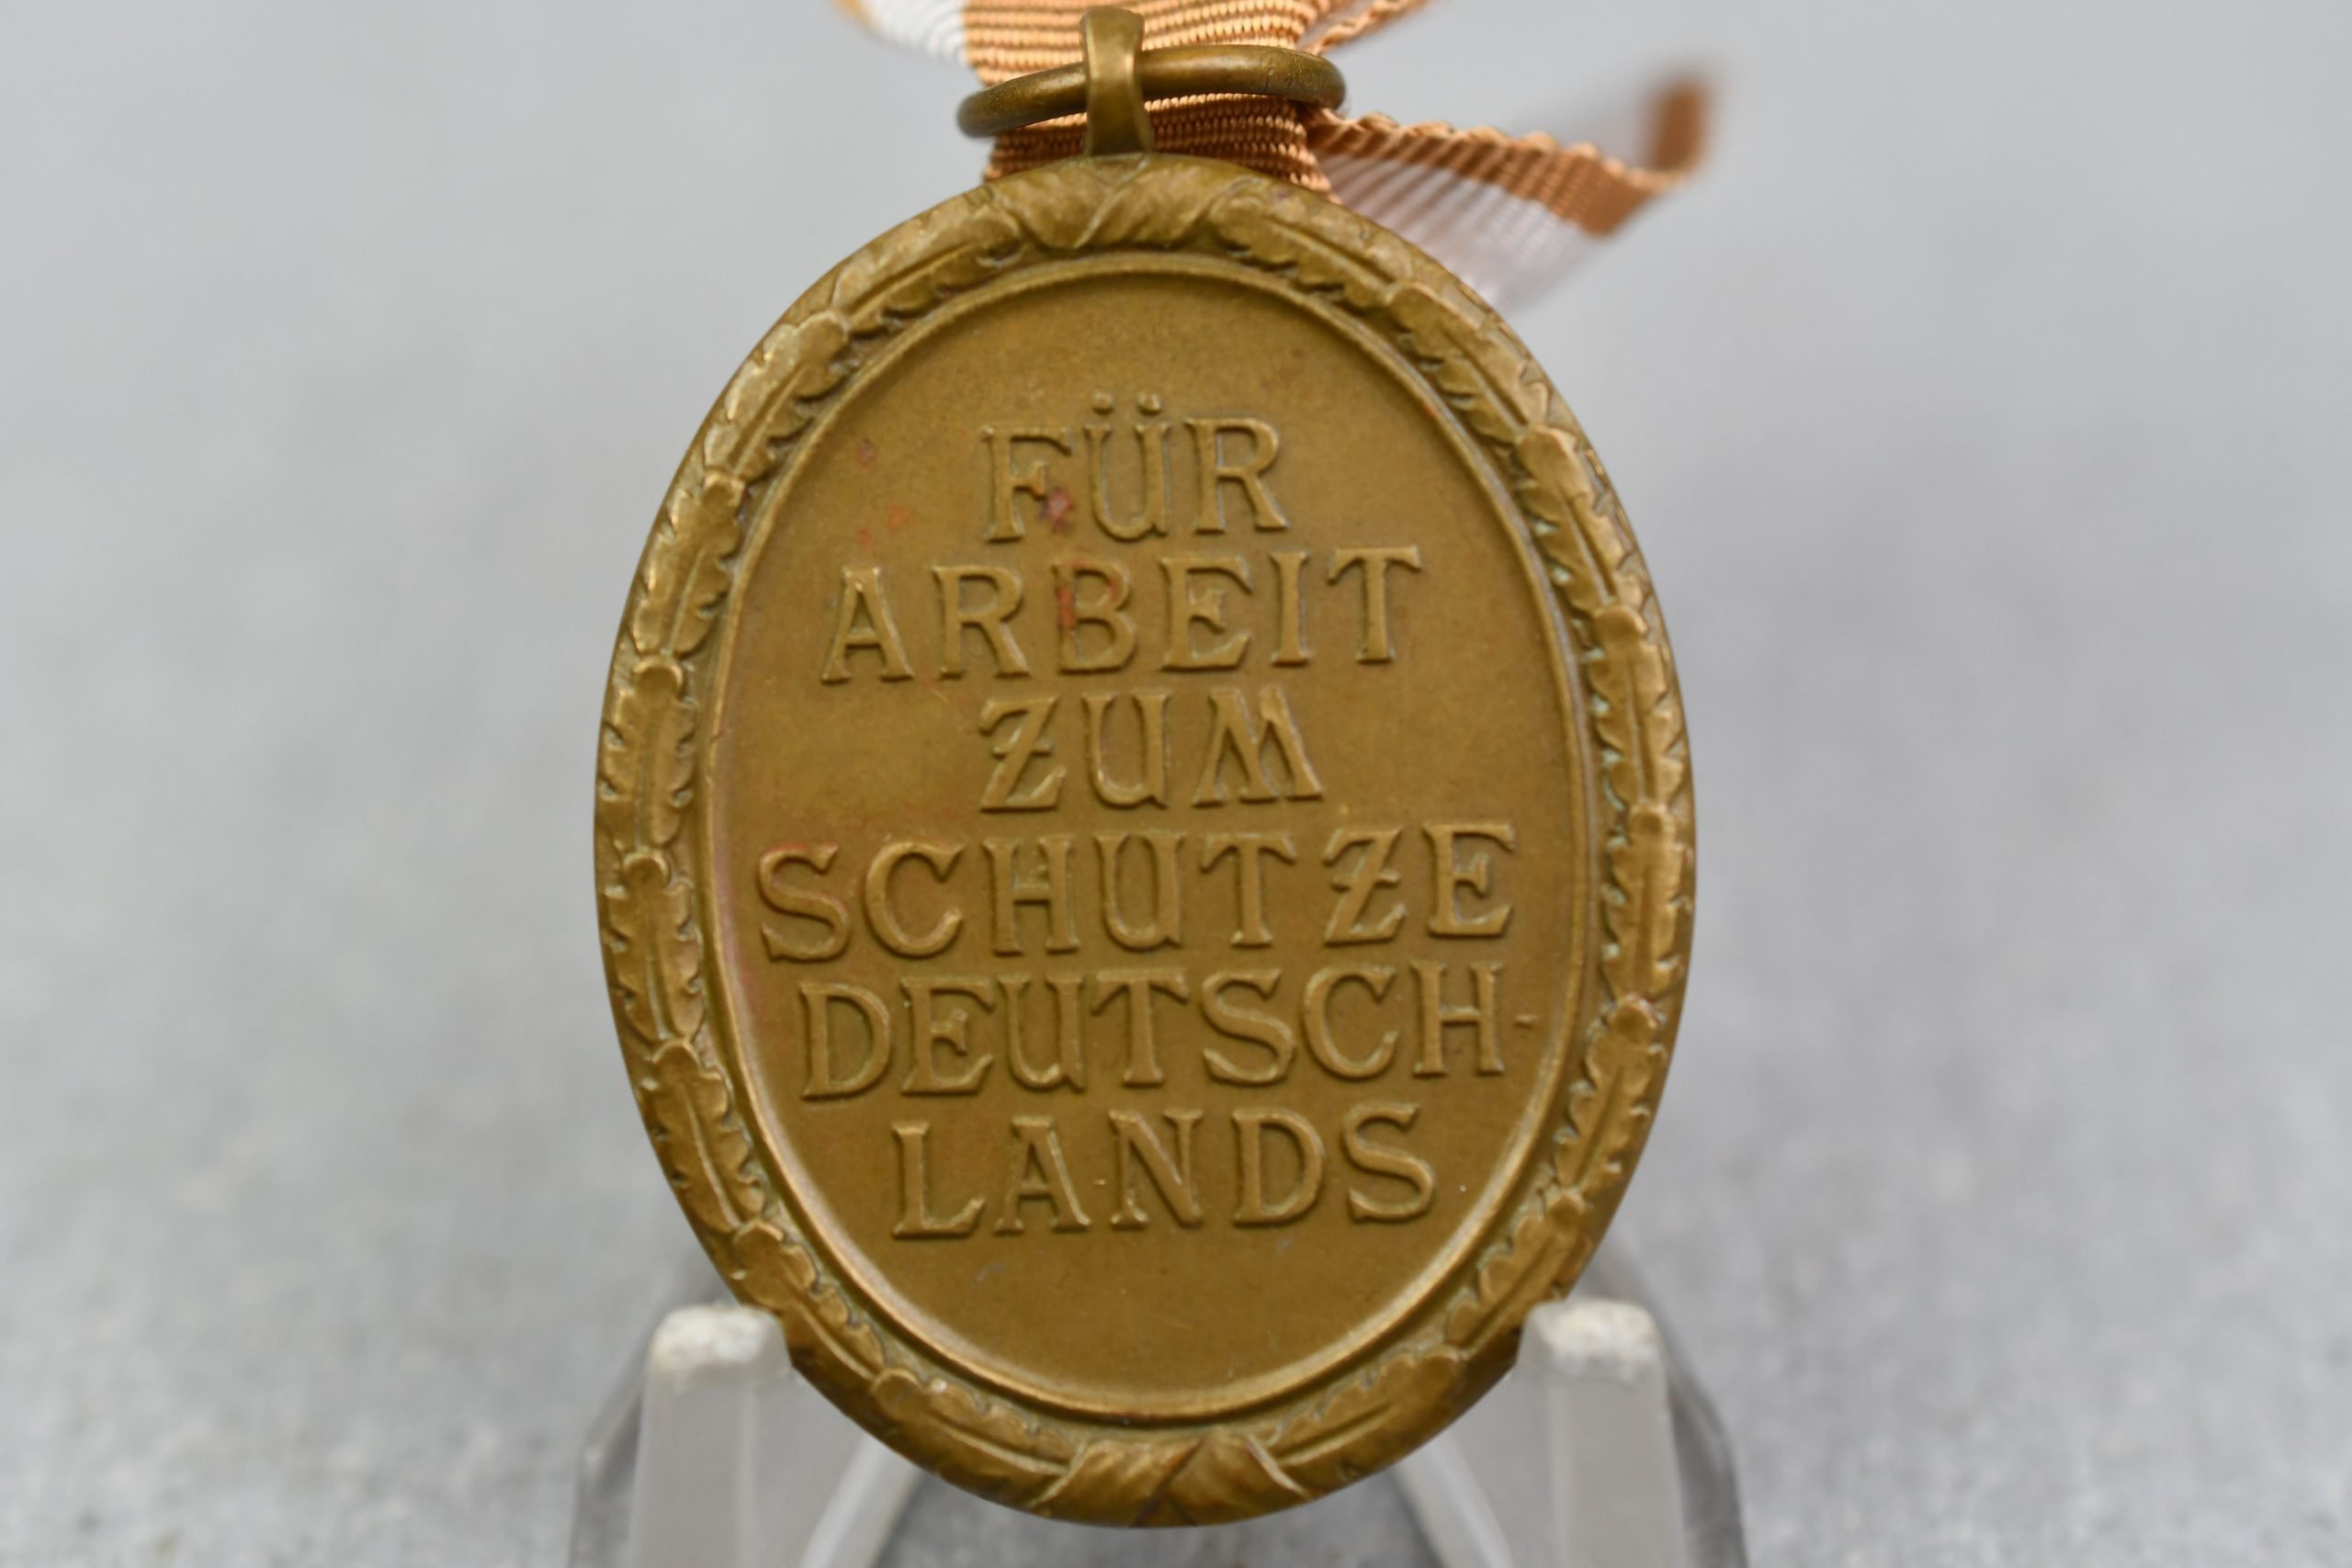 FÜR
ARBEIT
ZUM
SCHUTZE
DEUTSCH-
LANDS